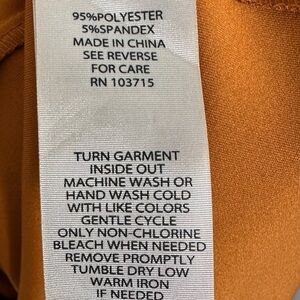 95%POLYESTER
5%SPANDEX
MADE IN CHINA
SEE REVERSE
FOR CARE
RN 103715
TURN GARMENT
INSIDE OUT
MACHINE WASH OR
HAND WASH COLD
WITH LIKE COLORS
GENTLE CYCLE
ONLY NON-CHLORINE
BLEACH WHEN NEEDED
REMOVE PROMPTLY
TUMBLE DRY LOW
WARM IRON
IF NEEDED